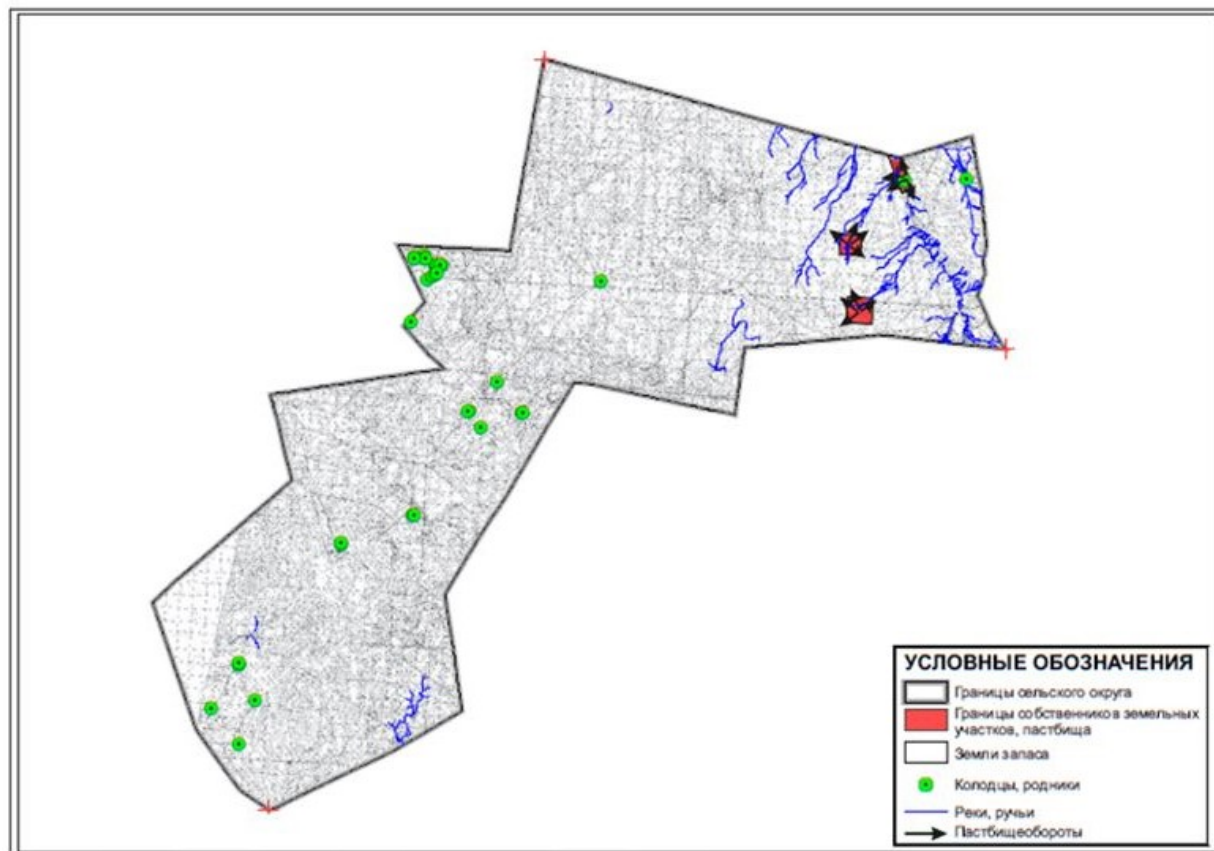 УСЛОВНЫЕ ОБОЗНАЧЕНИЯ
Границы сельского округа
Границы собственников земельных
участков, пастбища
Земли запаса
Колодцы, родники
Реки, ручьи
Пастбищеобороты